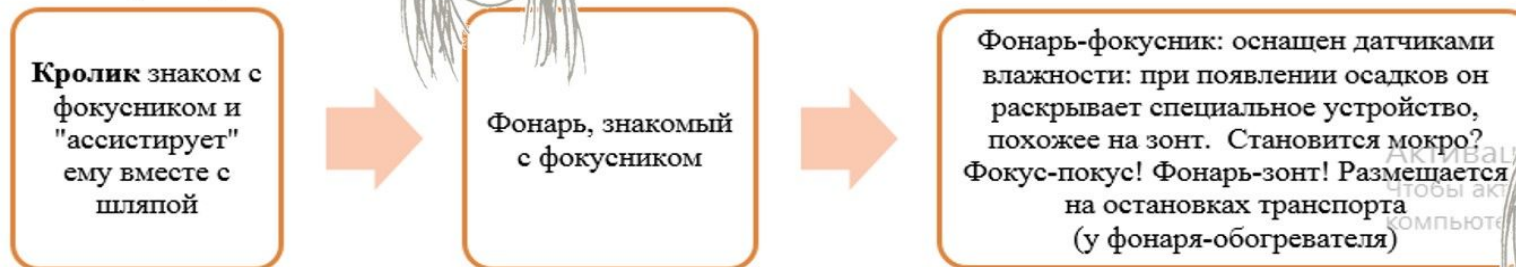 Кролик знаком с
фокусником и
"ассистирует"
ему вместе с
шляпой
Фонарь, знакомый
с фокусником
Фонарь-фокусник: оснащен датчиками
влажности: при появлении осадков он
раскрывает специальное устройство,
похожее на зонт. Становится мокро?
Фокус-покус! Фонарь-зонт! Размещается
на остановках транспорта
(у фонаря-обогревателя)
Чтобы